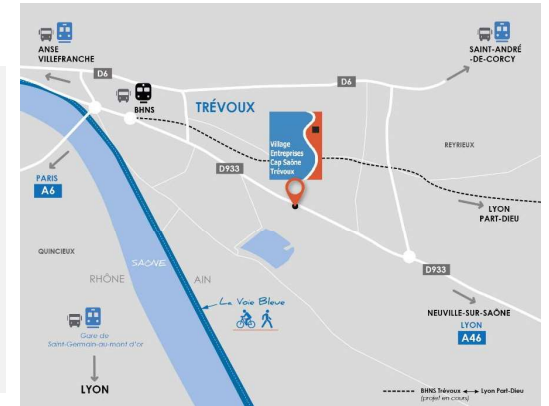 ANSE
VILLEFRANCHE
SAINT-ANDRÉ
-DE-CORCY
D6
D6
BHNS
TRÉVOUX
Village
Entreprises
Cap Saône
Trévoux
REYRIEUX
D933
PARIS
A6
LYON
PART-DIEU
QUINCIEUX
SAÔNE
RHÔNE
AIN
D933
La Voie Bleue
NEUVILLE-SUR-SAÔNE
LYON
A46
Gare de
Saint-Germain-au-mont d'or
LYON
BHNS Trévoux ◄─► Lyon Part-Dieu
(projet en cours)